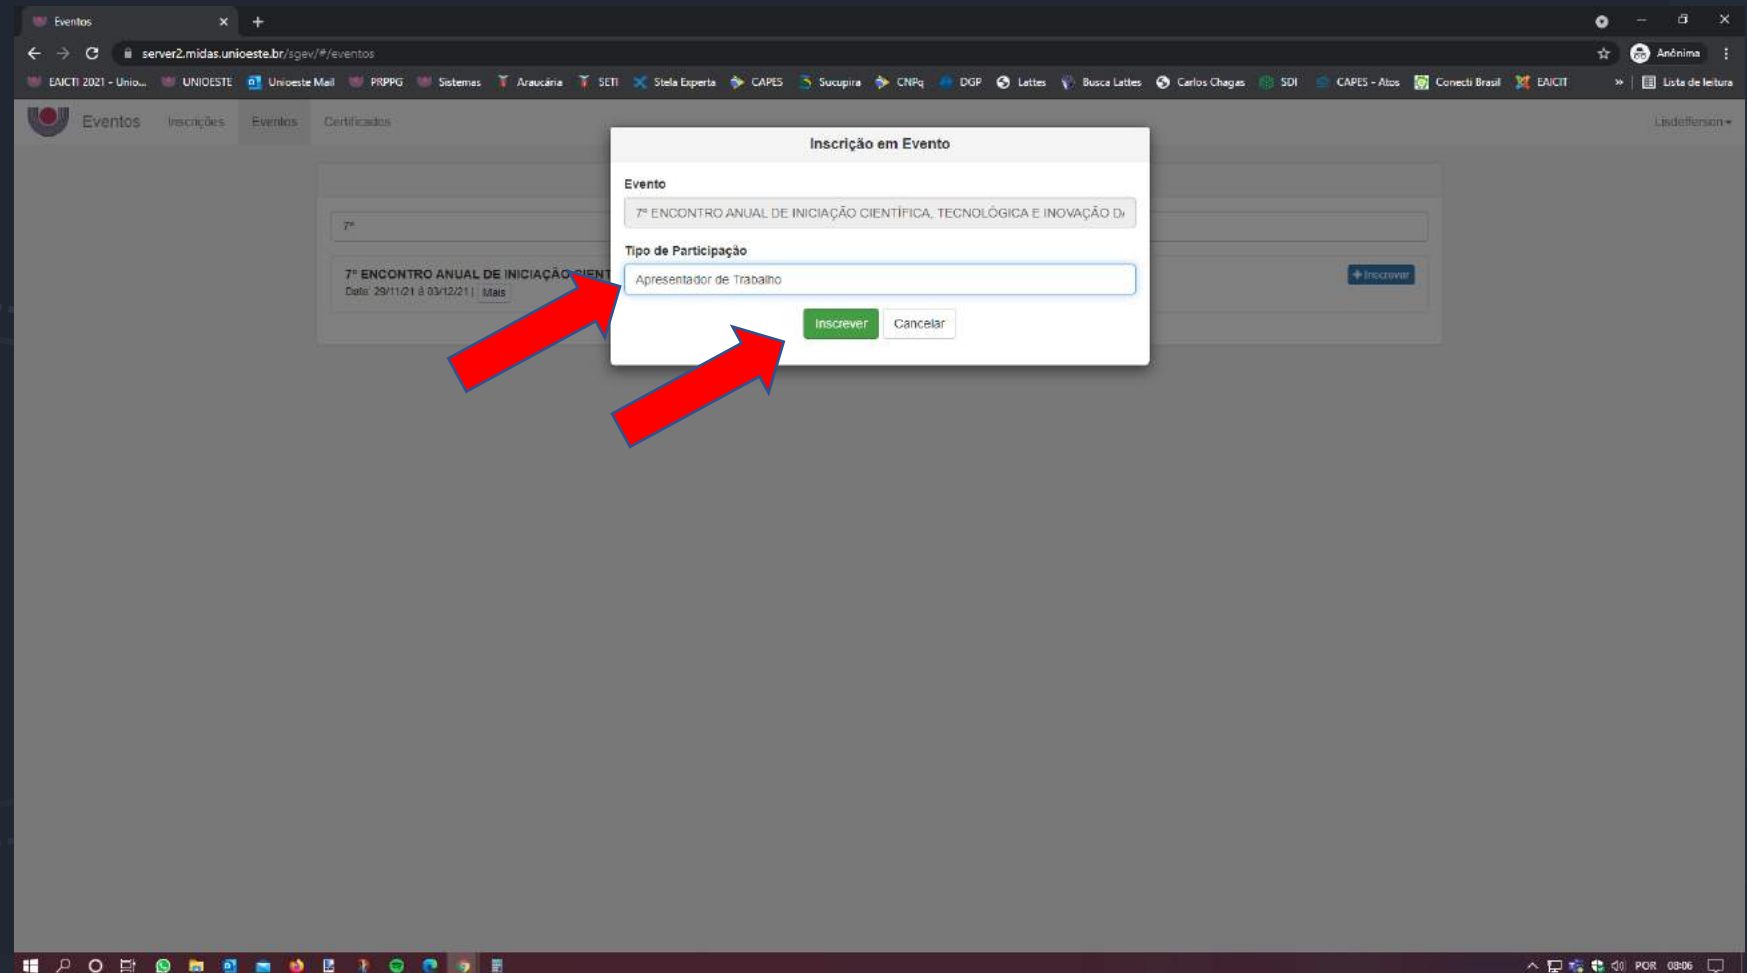 Eventos
server2.midas.unioeste.br/sgev/#/eventos
Anônima
EAICTI 2021 - Unio... UNIOESTE Unioeste Mail PRPPG Sistemas Araucária SETI Stela Experta CAPES Sucupira CNPq DGP Lattes Busca Lattes Carlos Chagas SDI CAPES - Atos Conecti Brasil EAICIT » Lista de leitura
Eventos Inscrições Eventos Certificados Lisdefferson
Inscrição em Evento
Evento
7º ENCONTRO ANUAL DE INICIAÇÃO CIENTÍFICA, TECNOLÓGICA E INOVAÇÃO D
Tipo de Participação
Apresentador de Trabalho
Inscrever Cancelar
7º
7º ENCONTRO ANUAL DE INICIAÇÃO CIENT
Data: 29/11/21 à 03/12/21 | Mais
+ Inscrever
POR 08:06